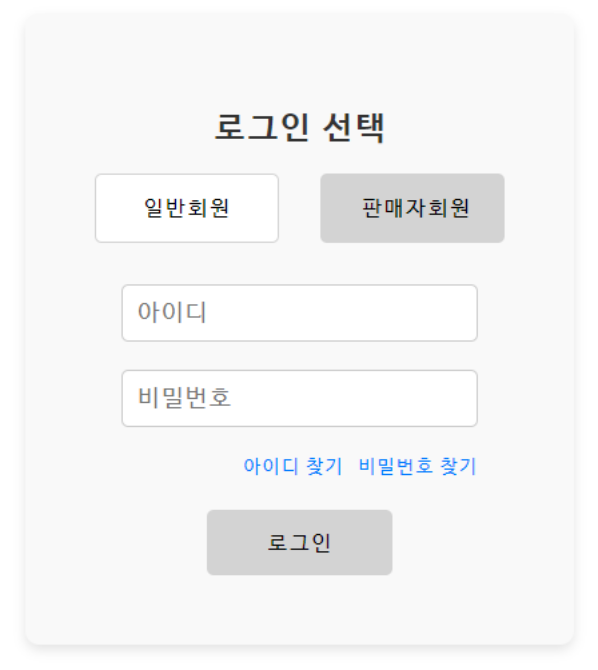 로그인 선택
일반회원 판매자회원
아이디
비밀번호
아이디 찾기 비밀번호 찾기
로그인